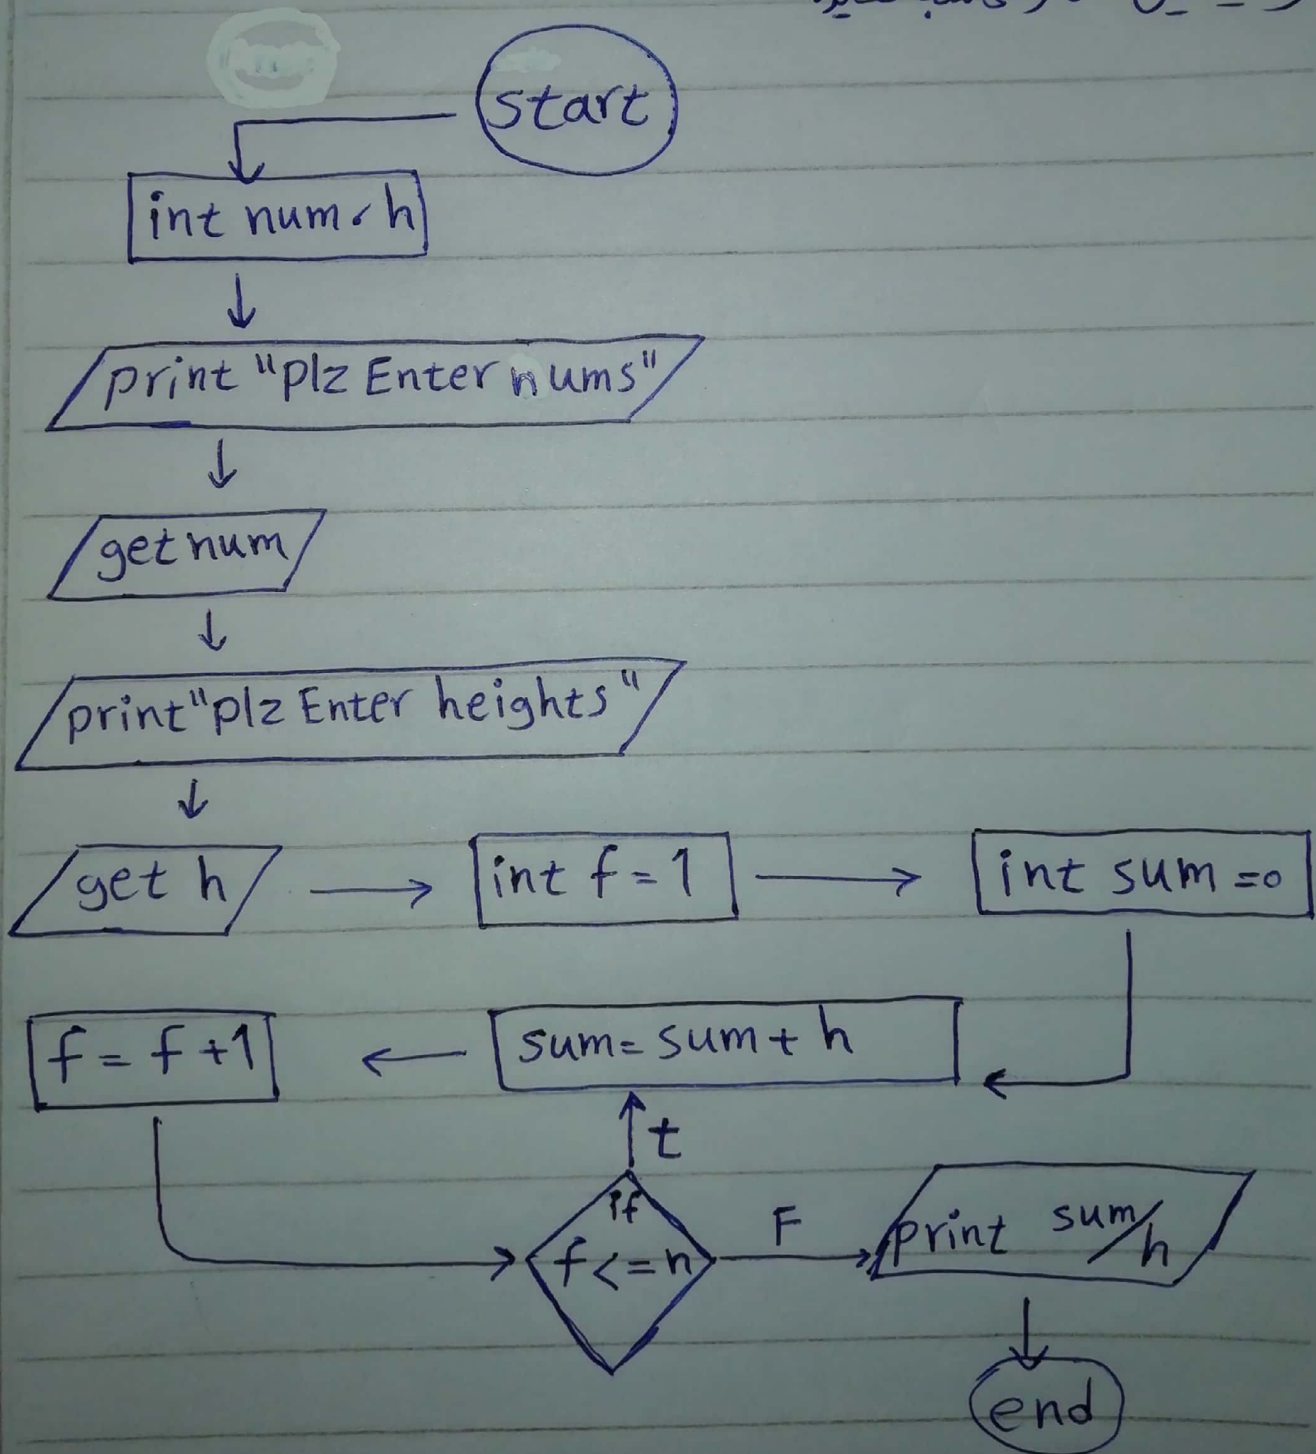 start
int num، h
print "plz Enter nums"
get num
print "plz Enter heights"
get h
int f = 1
int sum = 0
sum = sum + h
f = f + 1
t
if
f <= n
F
print sum/h
end